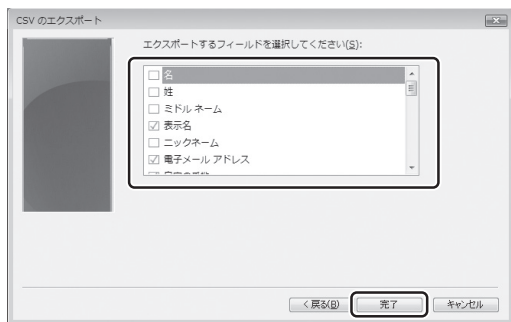 CSV のエクスポート
エクスポートするフィールドを選択してください(S):
名
姓
ミドル ネーム
表示名
ニックネーム
電子メール アドレス
< 戻る(B)
完了
キャンセル